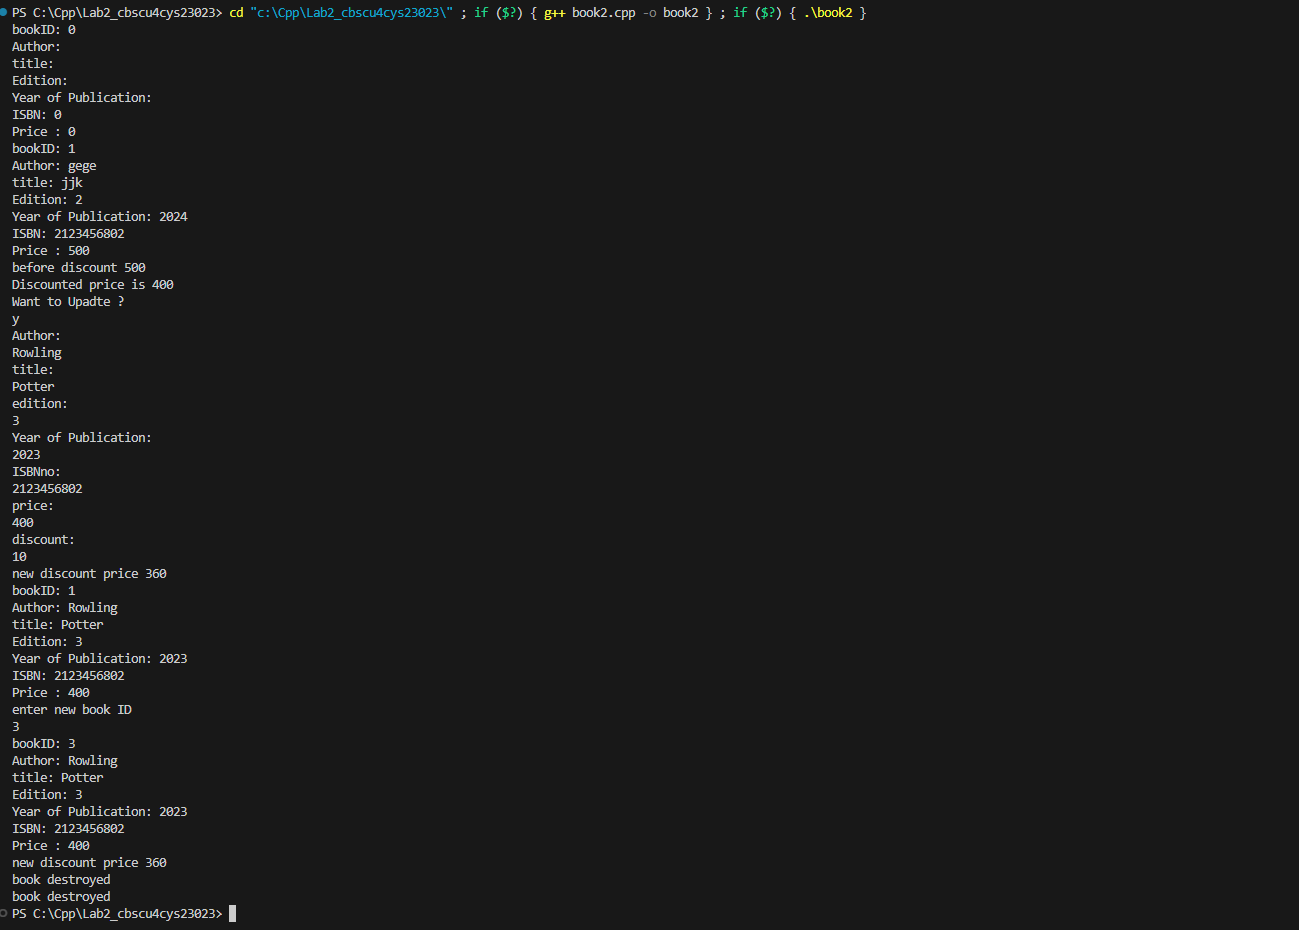 PS C:\Cpp\Lab2_cbscu4cys23023> cd "c:\Cpp\Lab2_cbscu4cys23023\" ; if ($?) { g++ book2.cpp -o book2 } ; if ($?) { .\book2 }
bookID: 0
Author:
title:
Edition:
Year of Publication:
ISBN: 0
Price : 0
bookID: 1
Author: gege
title: jjk
Edition: 2
Year of Publication: 2024
ISBN: 2123456802
Price : 500
before discount 500
Discounted price is 400
Want to Upadte ?
y
Author:
Rowling
title:
Potter
edition:
3
Year of Publication:
2023
ISBNno:
2123456802
price:
400
discount:
10
new discount price 360
bookID: 1
Author: Rowling
title: Potter
Edition: 3
Year of Publication: 2023
ISBN: 2123456802
Price : 400
enter new book ID
3
bookID: 3
Author: Rowling
title: Potter
Edition: 3
Year of Publication: 2023
ISBN: 2123456802
Price : 400
new discount price 360
book destroyed
book destroyed
PS C:\Cpp\Lab2_cbscu4cys23023>